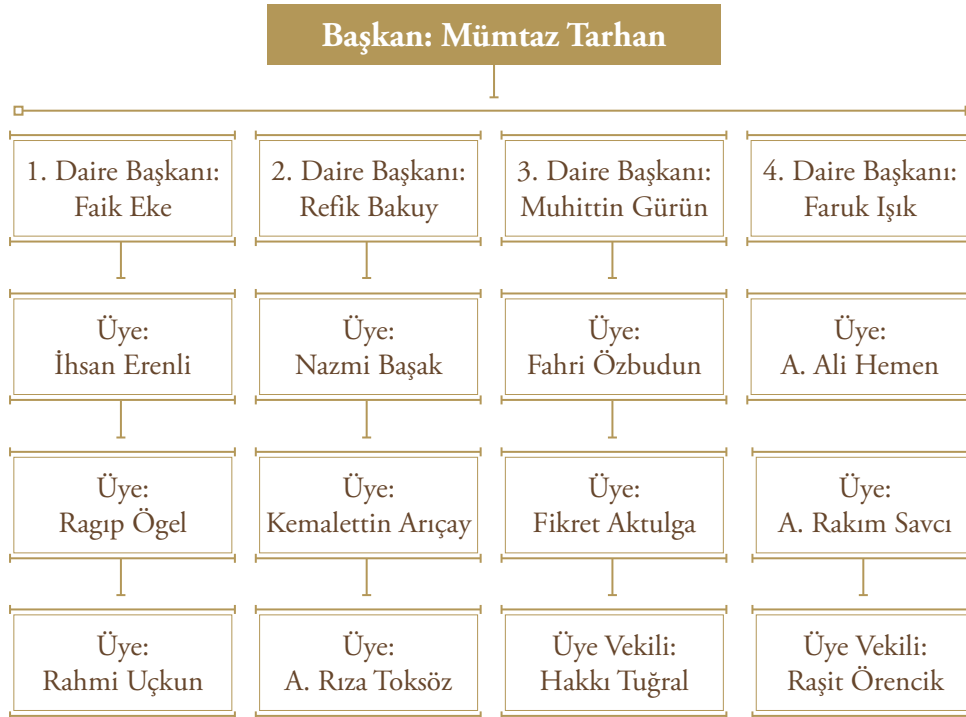 Başkan: Mümtaz Tarhan
1. Daire Başkanı:
Faik Eke
2. Daire Başkanı:
Refik Bakuy
3. Daire Başkanı:
Muhittin Gürün
4. Daire Başkanı:
Faruk Işık
Üye:
İhsan Erenli
Üye:
Nazmi Başak
Üye:
Fahri Özbudun
Üye:
A. Ali Hemen
Üye:
Ragıp Ögel
Üye:
Kemalettin Arıçay
Üye:
Fikret Aktulga
Üye:
A. Rakım Savcı
Üye:
Rahmi Uçkun
Üye:
A. Rıza Toksöz
Üye Vekili:
Hakkı Tuğral
Üye Vekili:
Raşit Örencik